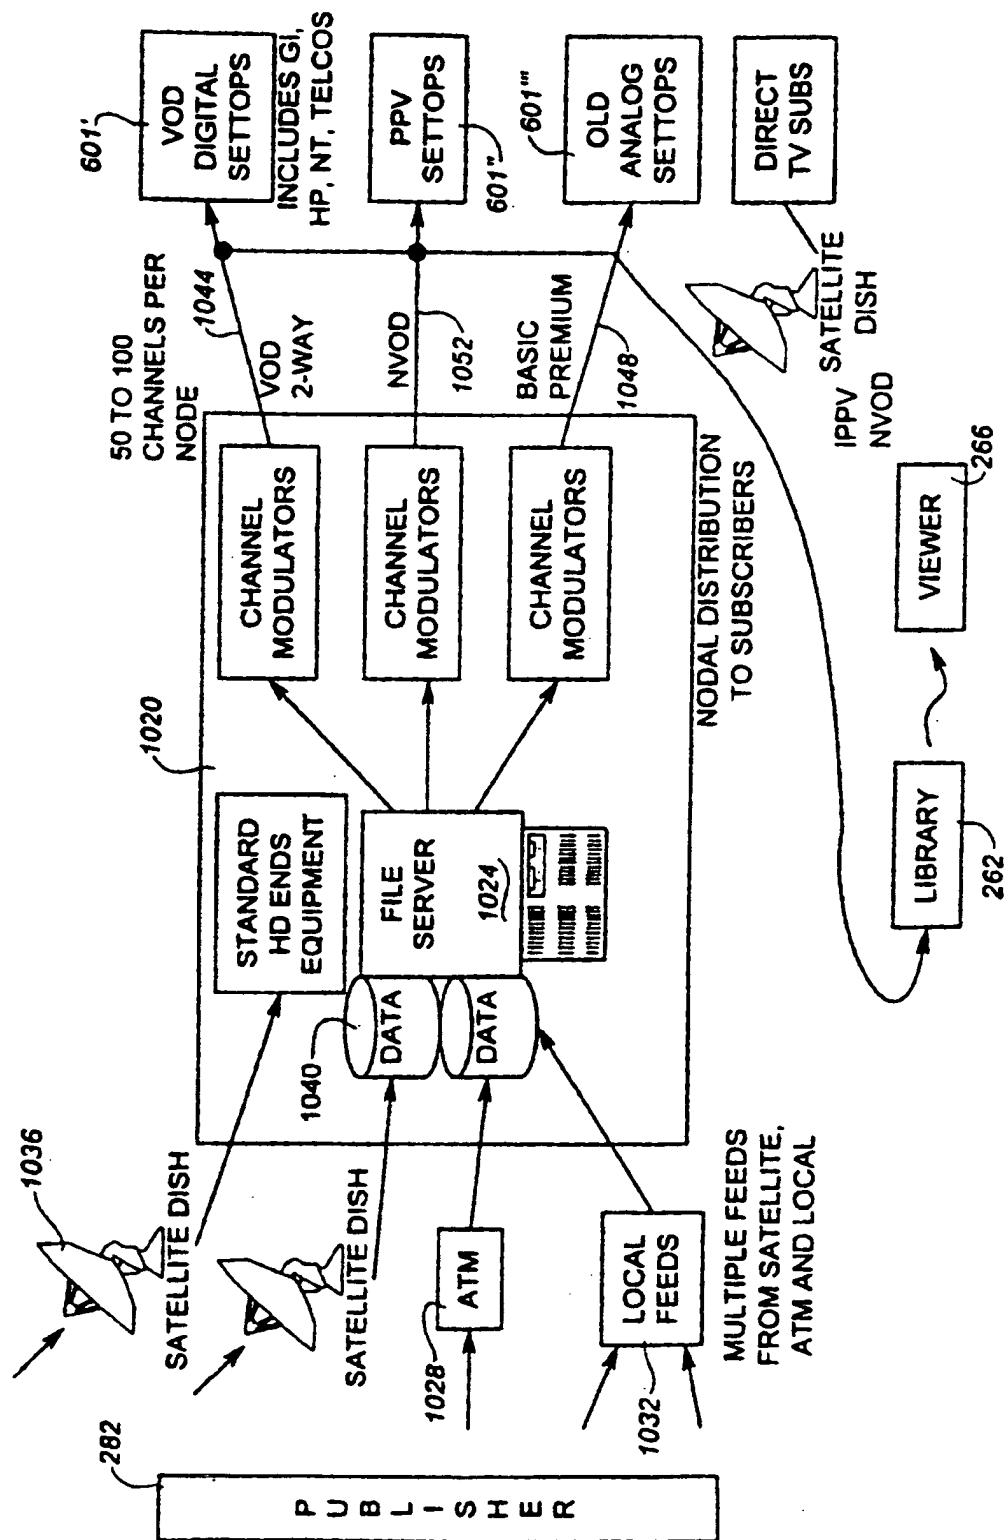 282
PUBLISHER
1036
SATELLITE DISH
SATELLITE DISH
1028
ATM
1032
LOCAL
FEEDS
MULTIPLE FEEDS
FROM SATELLITE,
ATM AND LOCAL
1020
STANDARD
HD ENDS
EQUIPMENT
1040
DATA
DATA
FILE
SERVER
1024
CHANNEL
MODULATORS
CHANNEL
MODULATORS
CHANNEL
MODULATORS
NODAL DISTRIBUTION
TO SUBSCRIBERS
50 TO 100
CHANNELS PER
NODE
1044
VOD
2-WAY
NVOD
1052
BASIC
PREMIUM
1048
601'
VOD
DIGITAL
SETTOPS
INCLUDES GI,
HP, NT, TELCOS
PPV
SETTOPS
601"
601'''
OLD
ANALOG
SETTOPS
DIRECT
TV SUBS
SATELLITE
DISH
IPPV
NVOD
LIBRARY
262
VIEWER
266